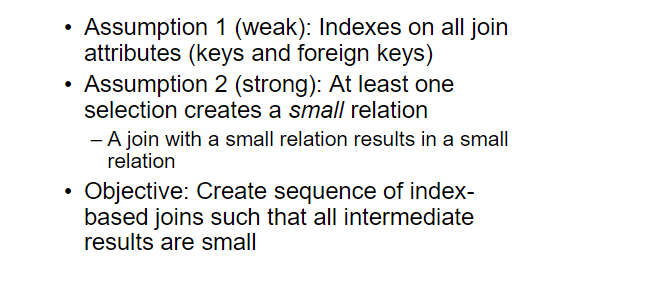 • Assumption 1 (weak): Indexes on all join
attributes (keys and foreign keys)
• Assumption 2 (strong): At least one
selection creates a small relation
– A join with a small relation results in a small
relation
• Objective: Create sequence of index-
based joins such that all intermediate
results are small